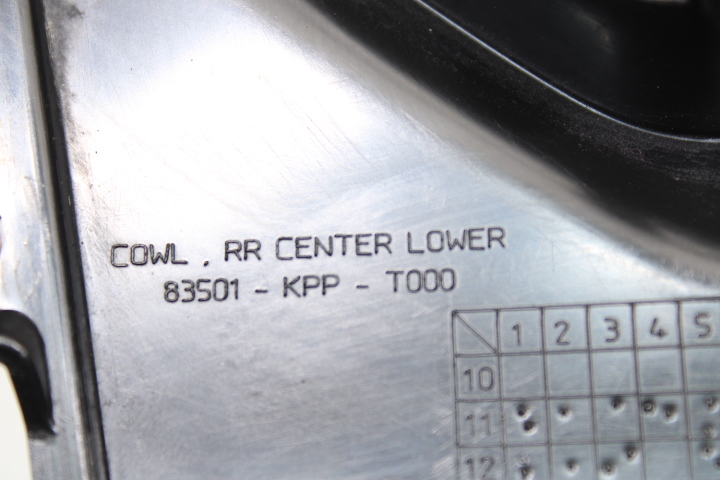 COWL , RR CENTER LOWER
83501 - KPP - T000
1 2 3 4 5
10
11
12